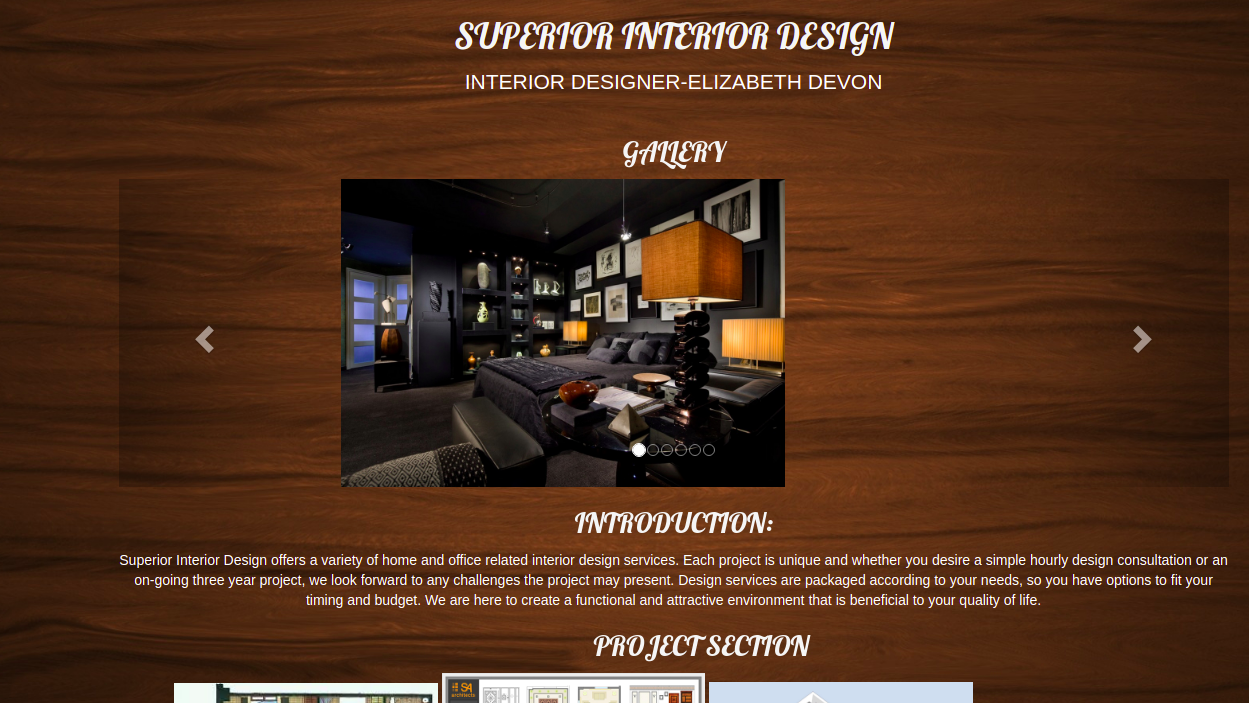 SUPERIOR INTERIOR DESIGN
INTERIOR DESIGNER-ELIZABETH DEVON
GALLERY
INTRODUCTION:
Superior Interior Design offers a variety of home and office related interior design services. Each project is unique and whether you desire a simple hourly design consultation or an
on-going three year project, we look forward to any challenges the project may present. Design services are packaged according to your needs, so you have options to fit your
timing and budget. We are here to create a functional and attractive environment that is beneficial to your quality of life.
PROJECT SECTION
SA
architects